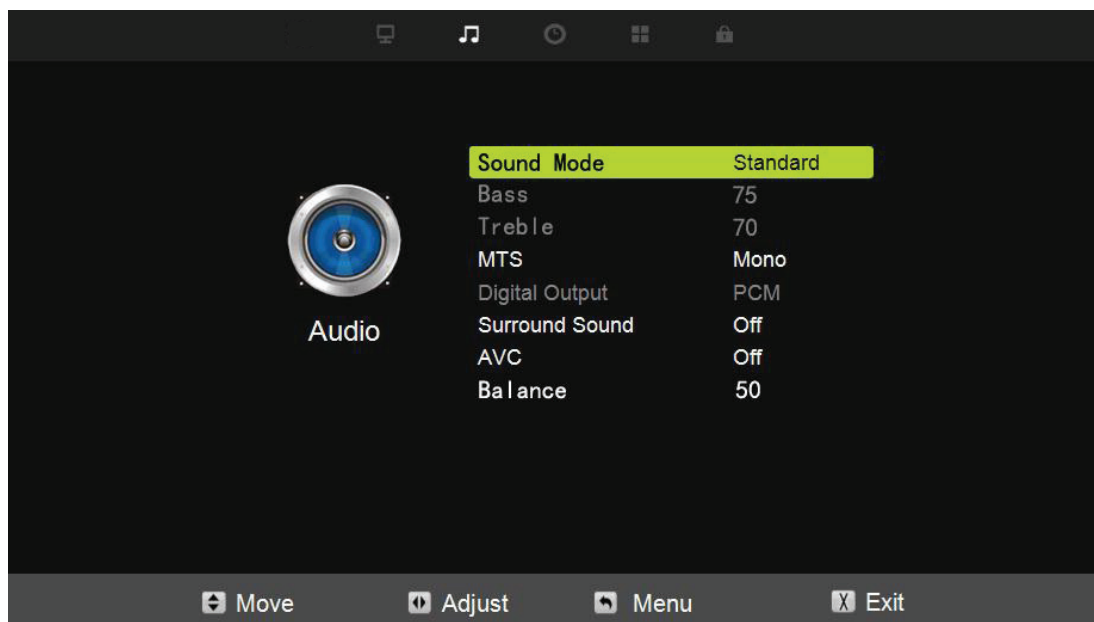 Sound Mode Standard
Bass 75
Treble 70
MTS Mono
Digital Output PCM
Surround Sound Off
AVC Off
Balance 50
Audio
Move Adjust Menu X Exit